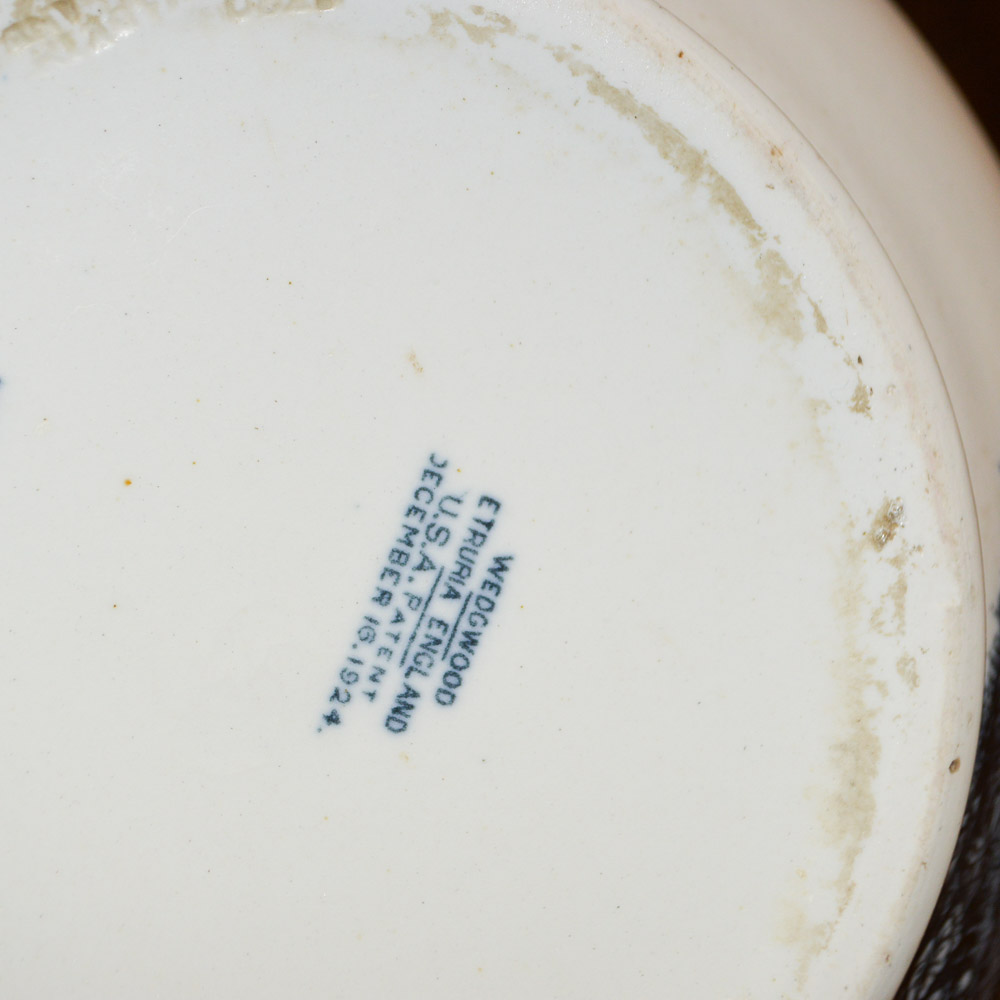 WEDGWOOD
ETRURIA ENGLAND
U.S.A. PATENT
DECEMBER 16.1924.